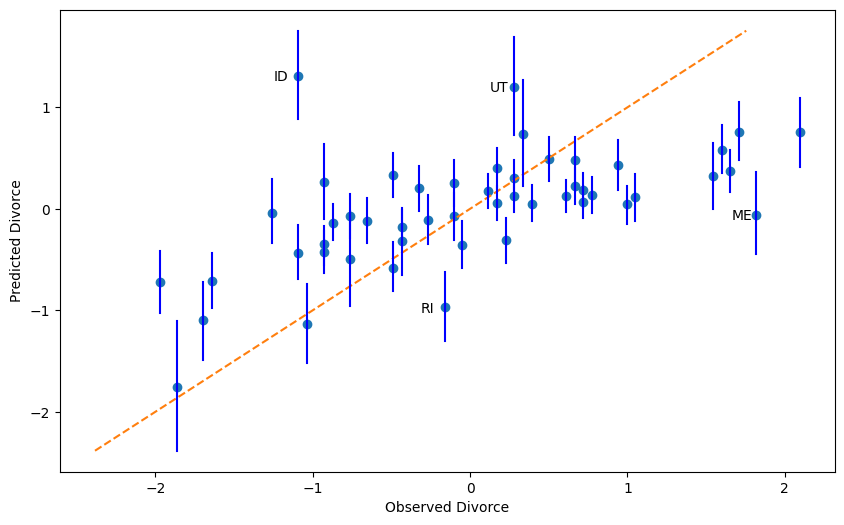 ID
UT
1
0
ME
RI
−1
−2
Predicted Divorce
−2 −1 0 1 2
Observed Divorce